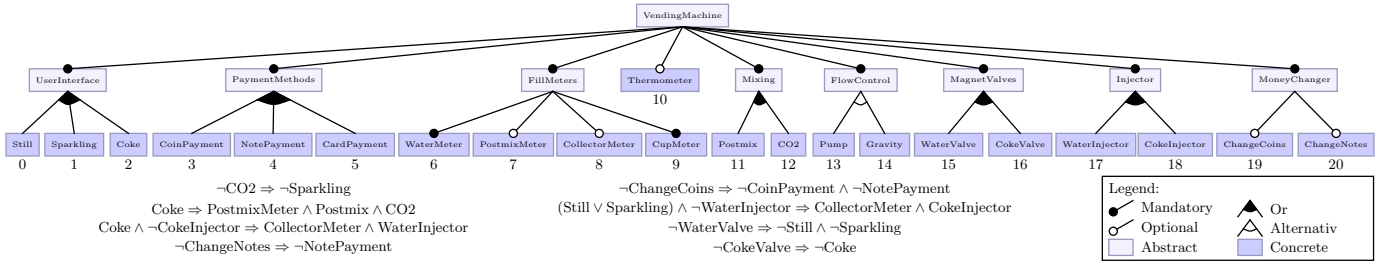 VendingMachine
UserInterface PaymentMethods FillMeters Thermometer Mixing FlowControl MagnetValves Injector MoneyChanger
10
Still Sparkling Coke CoinPayment NotePayment CardPayment WaterMeter PostmixMeter CollectorMeter CupMeter Postmix CO2 Pump Gravity WaterValve CokeValve WaterInjector CokeInjector ChangeCoins ChangeNotes
0 1 2 3 4 5 6 7 8 9 11 12 13 14 15 16 17 18 19 20
¬CO2 ⇒ ¬Sparkling
Coke ⇒ PostmixMeter ∧ Postmix ∧ CO2
Coke ∧ ¬CokeInjector ⇒ CollectorMeter ∧ WaterInjector
¬ChangeNotes ⇒ ¬NotePayment
¬ChangeCoins ⇒ ¬CoinPayment ∧ ¬NotePayment
(Still ∨ Sparkling) ∧ ¬WaterInjector ⇒ CollectorMeter ∧ CokeInjector
¬WaterValve ⇒ ¬Still ∧ ¬Sparkling
¬CokeValve ⇒ ¬Coke
Legend:
Mandatory Or
Optional Alternativ
Abstract Concrete